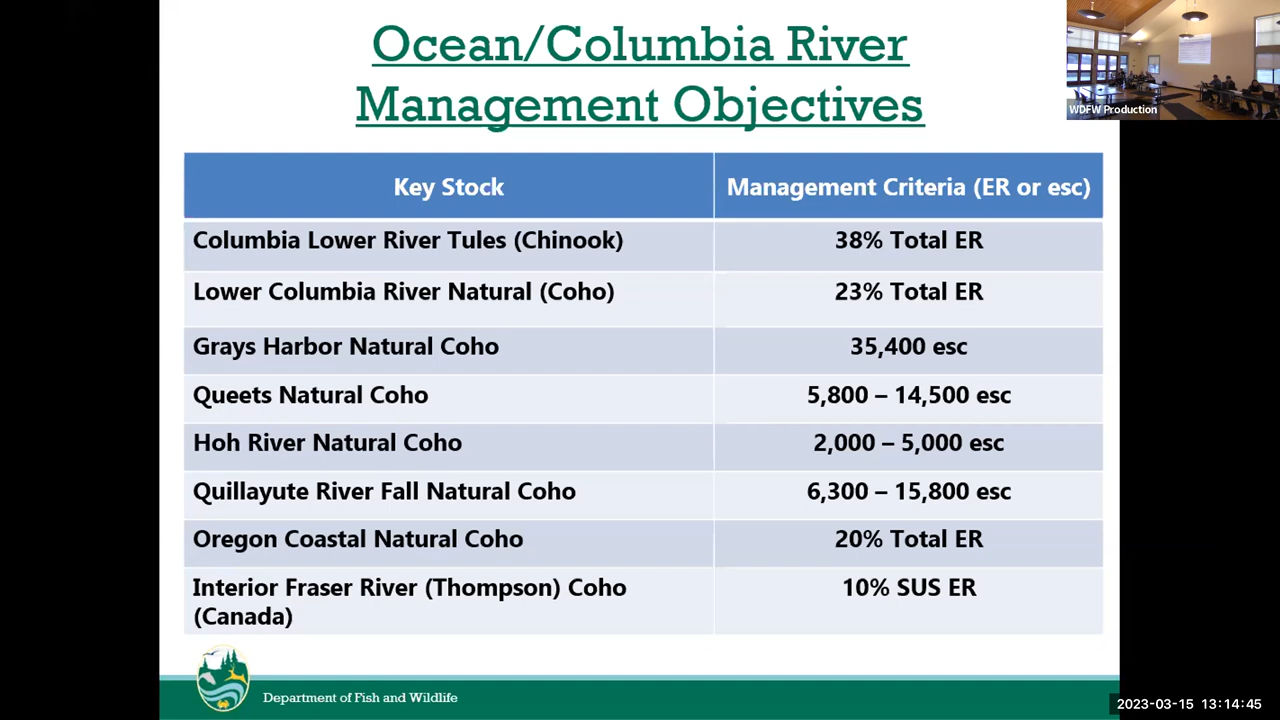 Ocean/Columbia River
Management Objectives
WDFW Production
Key Stock
Management Criteria (ER or esc)
Columbia Lower River Tules (Chinook)
38% Total ER
Lower Columbia River Natural (Coho)
23% Total ER
Grays Harbor Natural Coho
35,400 esc
Queets Natural Coho
5,800 – 14,500 esc
Hoh River Natural Coho
2,000 – 5,000 esc
Quillayute River Fall Natural Coho
6,300 – 15,800 esc
Oregon Coastal Natural Coho
20% Total ER
Interior Fraser River (Thompson) Coho
(Canada)
10% SUS ER
Department of Fish and Wildlife
2023-03-15 13:14:45